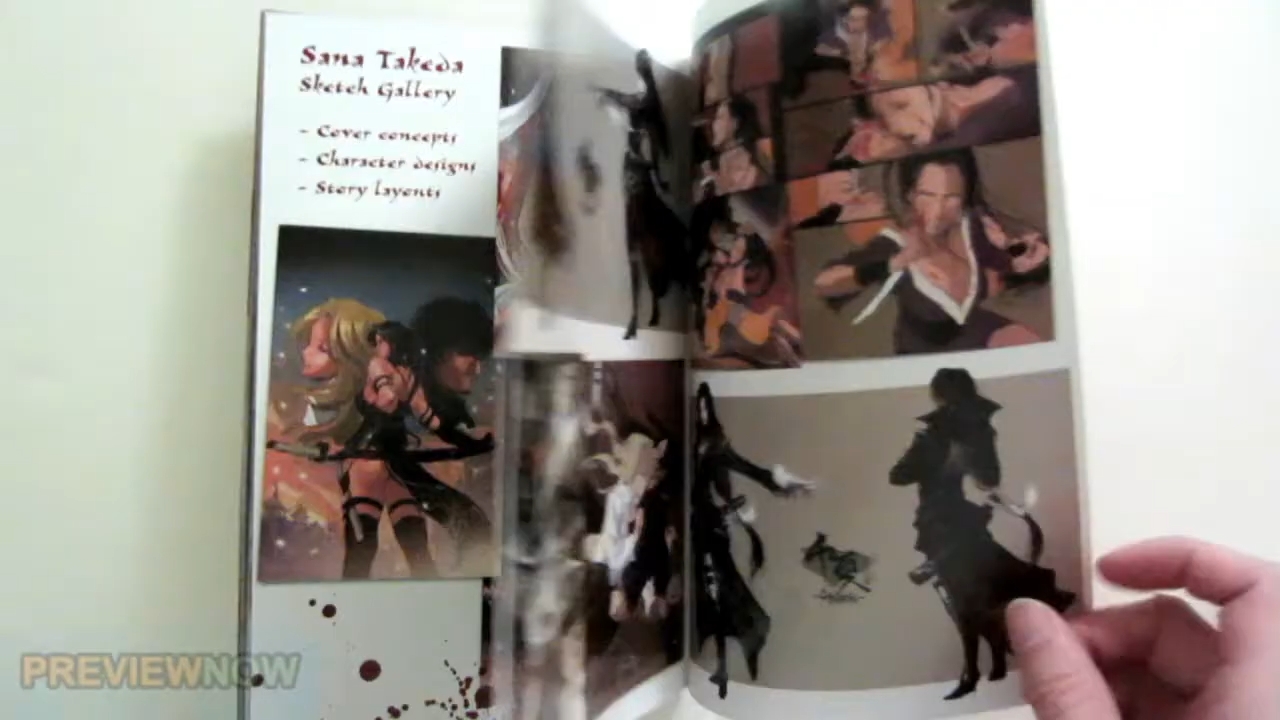 Sana Takeda
Sketch Gallery
- Cover concepts
- Character designs
- Story layouts
PREVIEWNOW